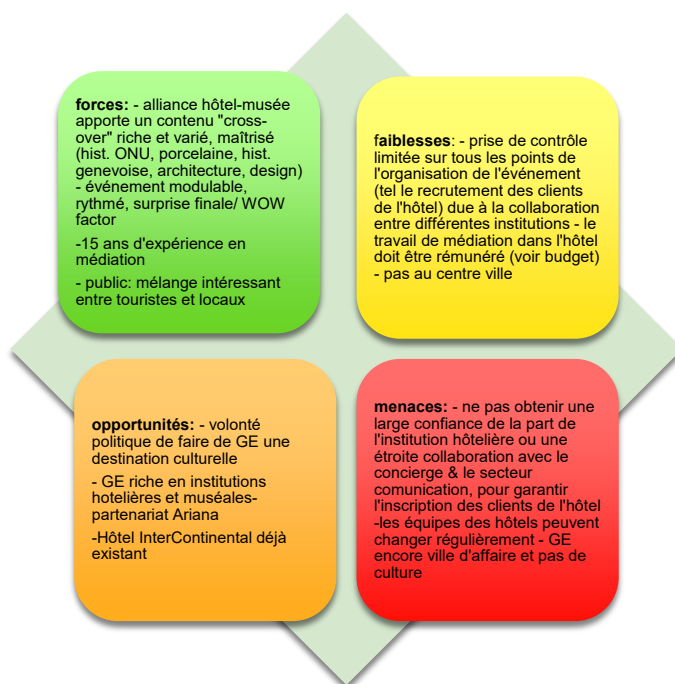 forces: - alliance hôtel-musée
apporte un contenu "cross-
over" riche et varié, maîtrisé
(hist. ONU, porcelaine, hist.
genevoise, architecture, design)
- événement modulable,
rythmé, surprise finale/ WOW
factor
-15 ans d'expérience en
médiation
- public: mélange intéressant
entre touristes et locaux
faiblesses: - prise de contrôle
limitée sur tous les points de
l'organisation de l'événement
(tel le recrutement des clients
de l'hôtel) due à la collaboration
entre différentes institutions - le
travail de médiation dans l'hôtel
doit être rémunéré (voir budget)
- pas au centre ville
opportunités: - volonté
politique de faire de GE une
destination culturelle
- GE riche en institutions
hotelières et muséales-
partenariat Ariana
-Hôtel InterContinental déjà
existant
menaces: - ne pas obtenir une
large confiance de la part de
l'institution hôtelière ou une
étroite collaboration avec le
concierge & le secteur
comunication, pour garantir
l'inscription des clients de l'hôtel
-les équipes des hôtels peuvent
changer régulièrement - GE
encore ville d'affaire et pas de
culture